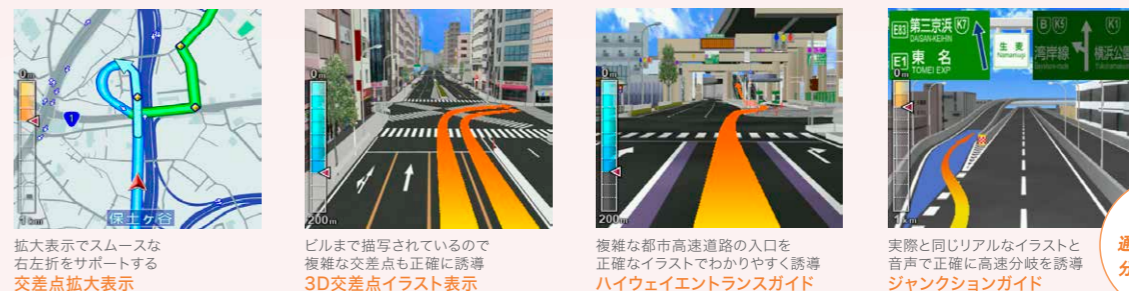 0m
1
保土ヶ谷
1km
拡大表示でスムースな
右左折をサポートする
交差点拡大表示
0m
200m
ビルまで描写されているので
複雑な交差点も正確に誘導
3D交差点イラスト表示
0m
200m
複雑な都市高速道路の入口を
正確なイラストでわかりやすく誘導
ハイウェイエントランスガイド
E83 第三京浜 K7
DAISAN-KEIHIN
E1 東名
TOMEI EXP
生麦
Namamugi
B K5
湾岸線
K1
横浜公園
0m
1km
実際と同じリアルなイラストと
音声で正確に高速分岐を誘導
ジャンクションガイド